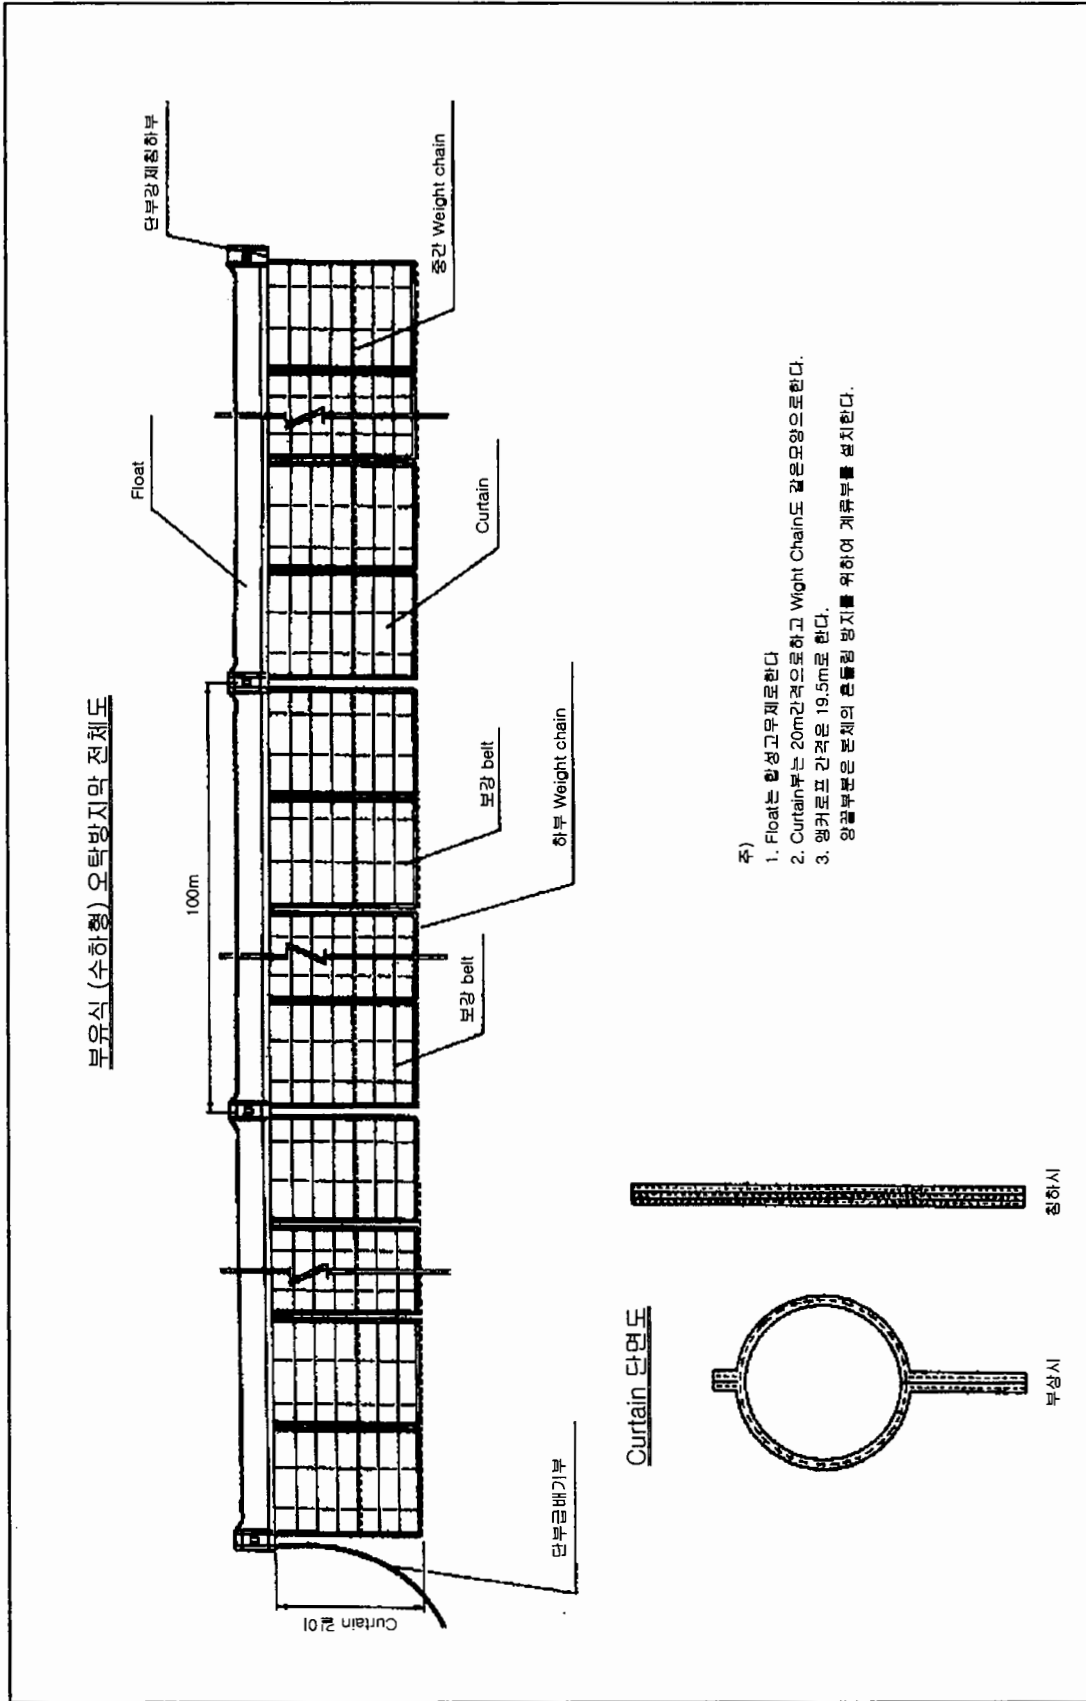 부유식 (수하형) 오탁방지막 전체도
단부강제침하부
Float
100m
중간 Weight chain
Curtain
보강 belt
하부 Weight chain
보강 belt
단부급배기부
Curtain 길이
주)
1. Float는 합성고무제로한다
2. Curtain부는 20m간격으로하고 Wight Chain도 같은모양으로한다.
3. 앵커로프 간격은 19.5m로 한다.
양끝부분은 본체의 흔들림 방지를 위하여 계류부를 설치한다.
Curtain 단면도
부상시
침하시